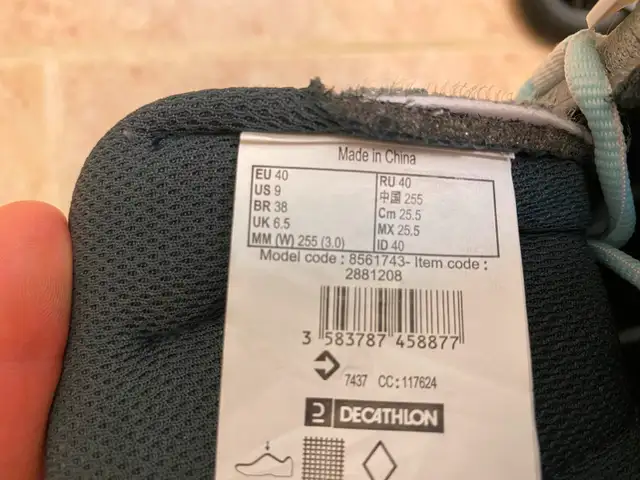 Made in China
EU 40
US 9
BR 38
UK 6.5
MM (W) 255 (3.0)
RU 40
中国 255
Cm 25.5
MX 25.5
ID 40
Model code : 8561743- Item code :
2881208
3 583787 458877
7437 CC:117624
DECATHLON